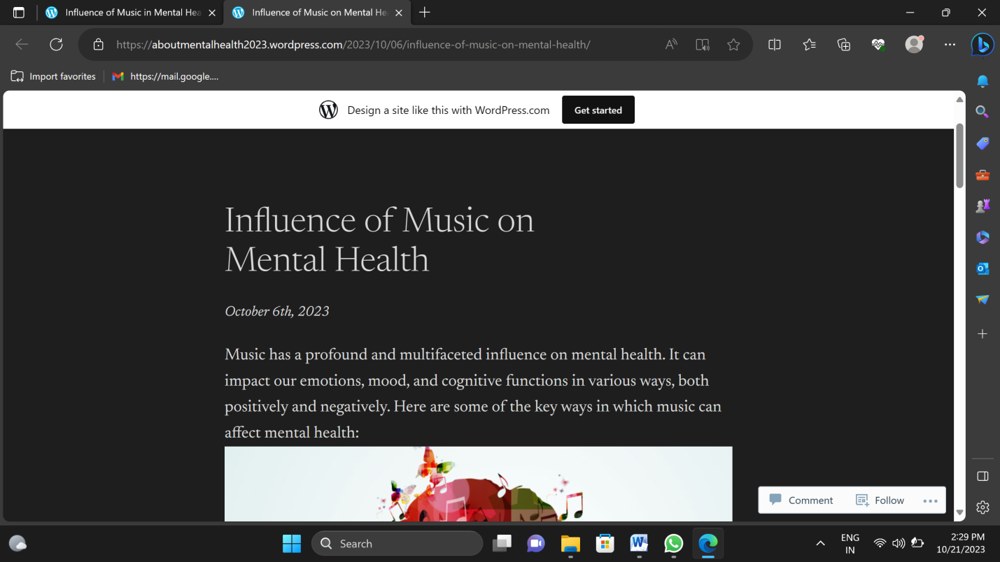 Influence of Music in Mental Hea
Influence of Music on Mental He
https://aboutmentalhealth2023.wordpress.com/2023/10/06/influence-of-music-on-mental-health/
Import favorites
https://mail.google....
Design a site like this with WordPress.com
Get started
Influence of Music on
Mental Health
October 6th, 2023
Music has a profound and multifaceted influence on mental health. It can
impact our emotions, mood, and cognitive functions in various ways, both
positively and negatively. Here are some of the key ways in which music can
affect mental health:
Comment
Follow
Search
ENG
IN
2:29 PM
10/21/2023